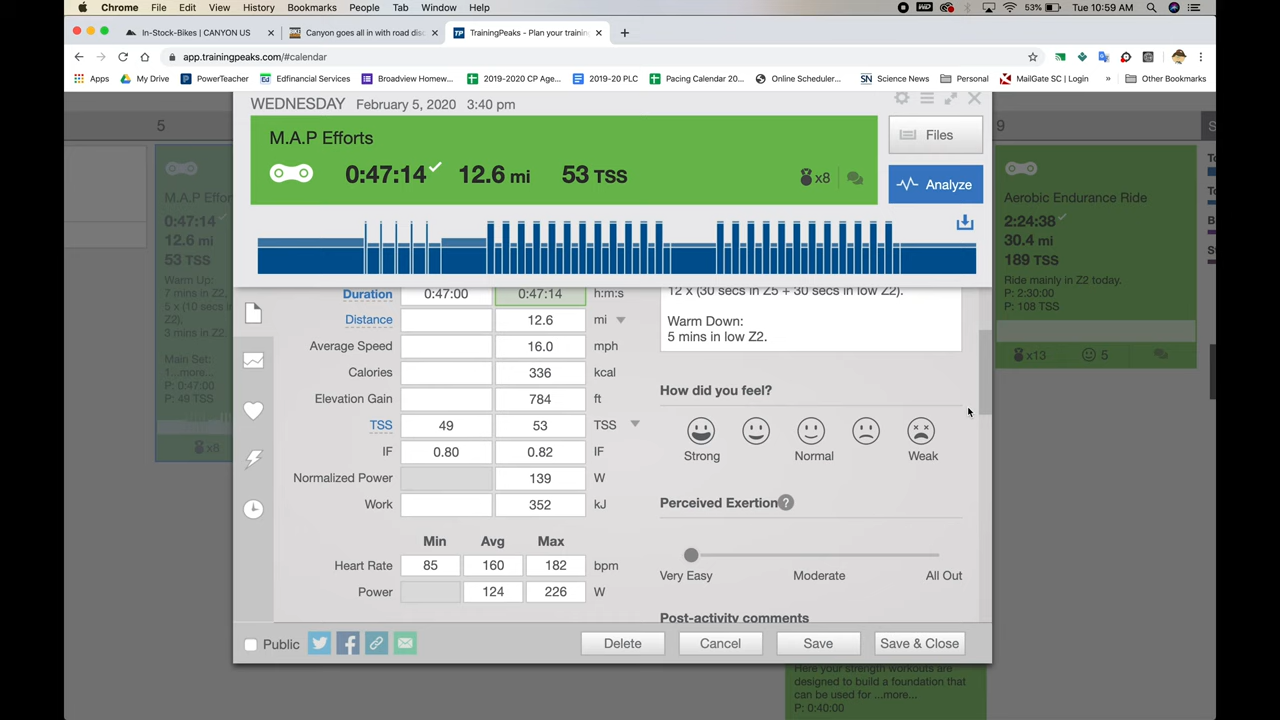 Chrome File Edit View History Bookmarks People Tab Window Help
WD 53% Tue 10:59 AM
In-Stock-Bikes | CANYON US × Canyon goes all in with road disc × TP TrainingPeaks - Plan your training × +
app.trainingpeaks.com/#calendar
Apps My Drive PowerTeacher Ed Edfinancial Services Broadview Homew... 2019-2020 CP Age... 2019-20 PLC Pacing Calendar 20... Online Scheduler... SN Science News Personal MailGate SC | Login » Other Bookmarks
WEDNESDAY February 5, 2020 3:40 pm
5
9
S
M.A.P Efforts
0:47:14 12.6 mi 53 TSS
x8
Files
Analyze
M.A.P Effor
0:47:14
12.6 mi
53 TSS
Warm Up:
7 mins in Z2,
5 x (10 secs
Z2),
3 mins in Z2.
Main Set:
1...more...
P: 0:47:00
P: 49 TSS
x8
Duration 0:47:00 0:47:14 h:m:s
Distance 12.6 mi
Average Speed 16.0 mph
Calories 336 kcal
Elevation Gain 784 ft
TSS 49 53 TSS
IF 0.80 0.82 IF
Normalized Power 139 W
Work 352 kJ
Min Avg Max
Heart Rate 85 160 182 bpm
Power 124 226 W
12 x (30 secs in Z5 + 30 secs in low Z2).
Warm Down:
5 mins in low Z2.
How did you feel?
Strong Normal Weak
Perceived Exertion ?
Very Easy Moderate All Out
Post-activity comments
Public Delete Cancel Save Save & Close
Aerobic Endurance Ride
2:24:38
30.4 mi
189 TSS
Ride mainly in Z2 today.
P: 2:30:00
P: 108 TSS
x13 5
Here your strength workouts are
designed to build a foundation that
can be used for ...more...
P: 0:40:00